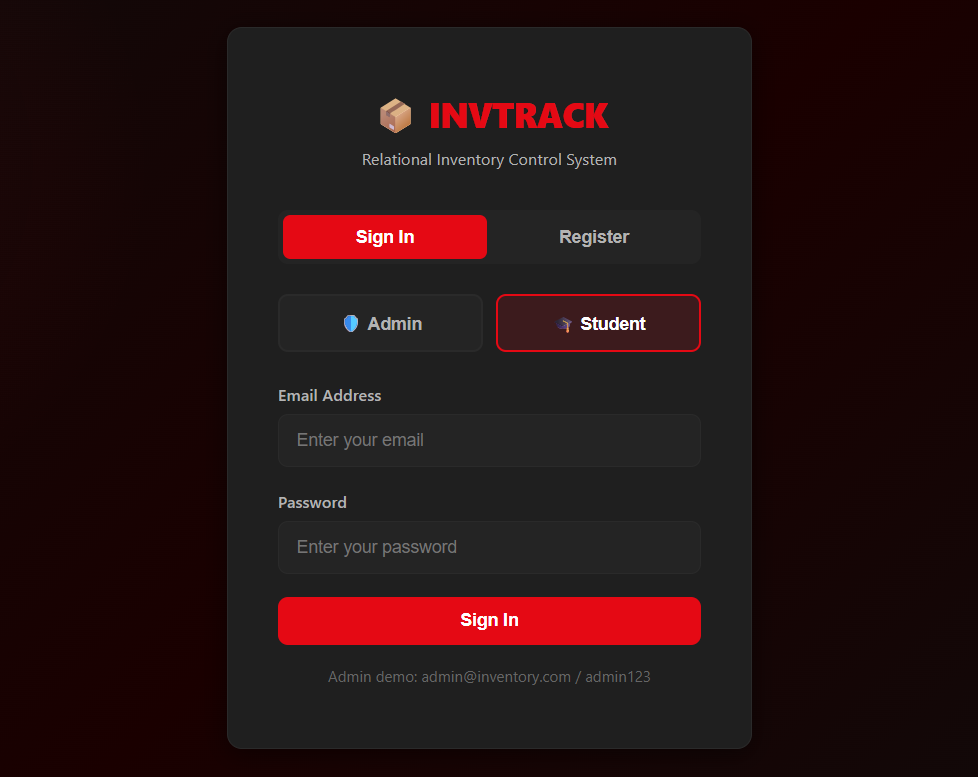 INVTRACK
Relational Inventory Control System
Sign In Register
Admin Student
Email Address
Enter your email
Password
Enter your password
Sign In
Admin demo: admin@inventory.com / admin123